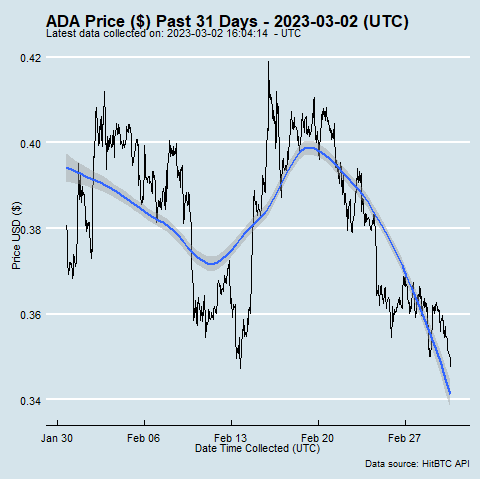 ADA Price ($) Past 31 Days - 2023-03-02 (UTC)
Latest data collected on: 2023-03-02 16:04:14 - UTC
0.42
0.40
0.38
0.36
0.34
Price USD ($)
Jan 30 Feb 06 Feb 13 Feb 20 Feb 27
Date Time Collected (UTC)
Data source: HitBTC API